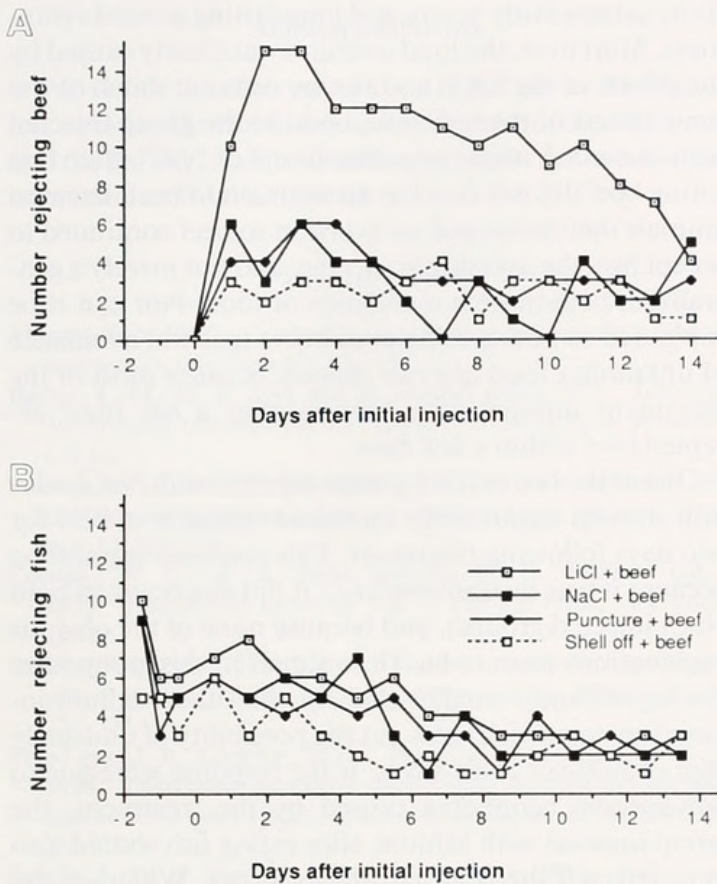 A
Number rejecting beef
14
12
10
8
6
4
2
0
2 0 2 4 6 8 10 12 14
Days after initial injection
B
Number rejecting fish
14
12
10
8
6
4
2
0
LiCl + beef
NaCl + beef
Puncture + beef
Shell off + beef
2 0 2 4 6 8 10 12 14
Days after initial injection